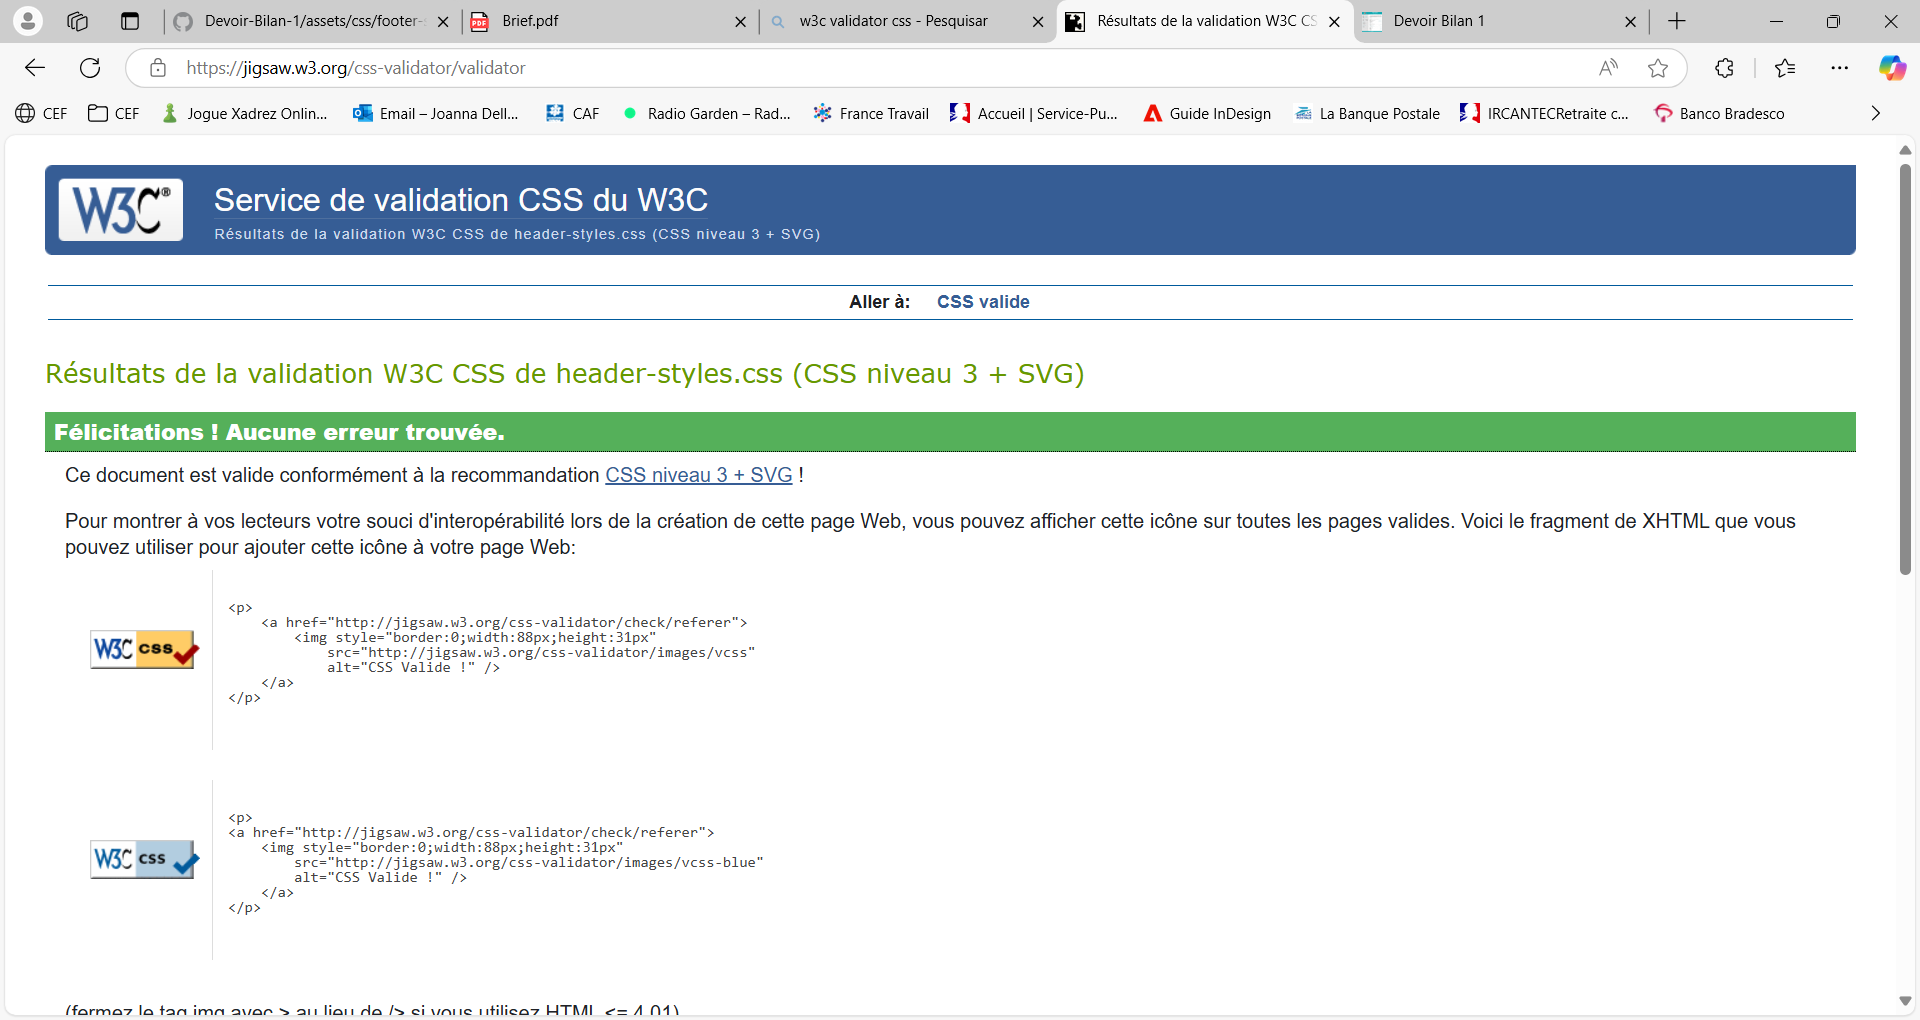 Devoir-Bilan-1/assets/css/footer-
Brief.pdf
w3c validator css - Pesquisar
Résultats de la validation W3C CS
Devoir Bilan 1
https://jigsaw.w3.org/css-validator/validator
CEF
CEF
Jogue Xadrez Onlin...
Email – Joanna Dell...
CAF
Radio Garden – Rad...
France Travail
Accueil | Service-Pu...
Guide InDesign
La Banque Postale
IRCANTECRetraite c...
Banco Bradesco
W3C®
Service de validation CSS du W3C
Résultats de la validation W3C CSS de header-styles.css (CSS niveau 3 + SVG)
Aller à: CSS valide
Résultats de la validation W3C CSS de header-styles.css (CSS niveau 3 + SVG)
Félicitations ! Aucune erreur trouvée.
Ce document est valide conformément à la recommandation CSS niveau 3 + SVG !
Pour montrer à vos lecteurs votre souci d'interopérabilité lors de la création de cette page Web, vous pouvez afficher cette icône sur toutes les pages valides. Voici le fragment de XHTML que vous
pouvez utiliser pour ajouter cette icône à votre page Web:
W3C css
<p>
<a href="http://jigsaw.w3.org/css-validator/check/referer">
<img style="border:0;width:88px;height:31px"
src="http://jigsaw.w3.org/css-validator/images/vcss"
alt="CSS Valide !" />
</a>
</p>
W3C css
<p>
<a href="http://jigsaw.w3.org/css-validator/check/referer">
<img style="border:0;width:88px;height:31px"
src="http://jigsaw.w3.org/css-validator/images/vcss-blue"
alt="CSS Valide !" />
</a>
</p>
(fermez le tag img avec > au lieu de /> si vous utilisez HTML <= 4.01)